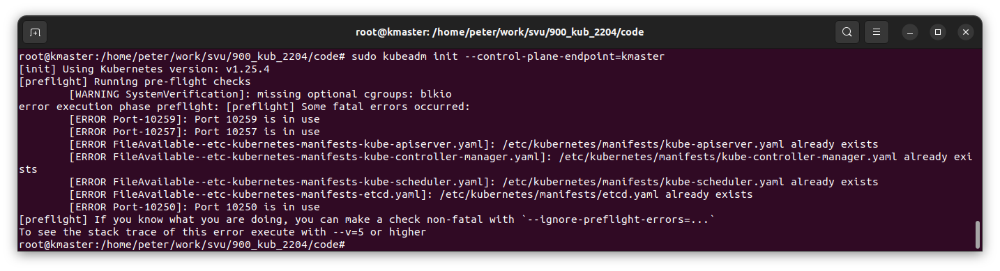 root@kmaster: /home/peter/work/svu/900_kub_2204/code
root@kmaster:/home/peter/work/svu/900_kub_2204/code# sudo kubeadm init --control-plane-endpoint=kmaster
[init] Using Kubernetes version: v1.25.4
[preflight] Running pre-flight checks
        [WARNING SystemVerification]: missing optional cgroups: blkio
error execution phase preflight: [preflight] Some fatal errors occurred:
        [ERROR Port-10259]: Port 10259 is in use
        [ERROR Port-10257]: Port 10257 is in use
        [ERROR FileAvailable--etc-kubernetes-manifests-kube-apiserver.yaml]: /etc/kubernetes/manifests/kube-apiserver.yaml already exists
        [ERROR FileAvailable--etc-kubernetes-manifests-kube-controller-manager.yaml]: /etc/kubernetes/manifests/kube-controller-manager.yaml already exi
sts
        [ERROR FileAvailable--etc-kubernetes-manifests-kube-scheduler.yaml]: /etc/kubernetes/manifests/kube-scheduler.yaml already exists
        [ERROR FileAvailable--etc-kubernetes-manifests-etcd.yaml]: /etc/kubernetes/manifests/etcd.yaml already exists
        [ERROR Port-10250]: Port 10250 is in use
[preflight] If you know what you are doing, you can make a check non-fatal with `--ignore-preflight-errors=...`
To see the stack trace of this error execute with --v=5 or higher
root@kmaster:/home/peter/work/svu/900_kub_2204/code#